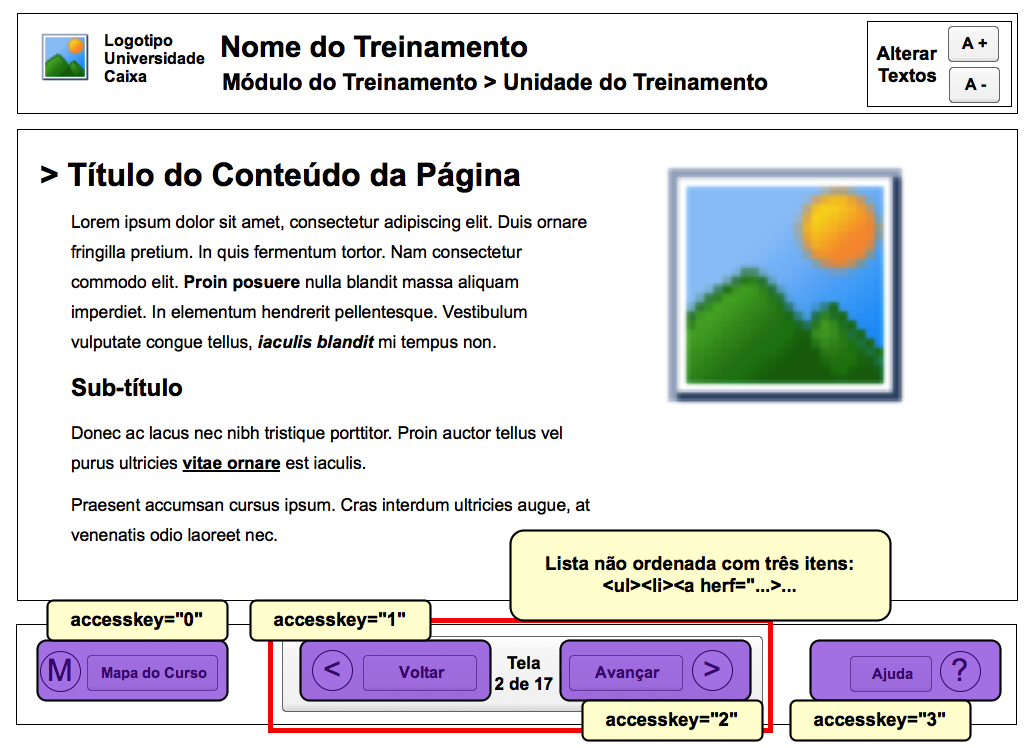 Logotipo
Universidade
Caixa
Nome do Treinamento
Módulo do Treinamento > Unidade do Treinamento
Alterar
Textos
A +
A -
> Título do Conteúdo da Página
Lorem ipsum dolor sit amet, consectetur adipiscing elit. Duis ornare
fringilla pretium. In quis fermentum tortor. Nam consectetur
commodo elit. Proin posuere nulla blandit massa aliquam
imperdiet. In elementum hendrerit pellentesque. Vestibulum
vulputate congue tellus, iaculis blandit mi tempus non.
Sub-título
Donec ac lacus nec nibh tristique porttitor. Proin auctor tellus vel
purus ultricies vitae ornare est iaculis.
Praesent accumsan cursus ipsum. Cras interdum ultricies augue, at
venenatis odio laoreet nec.
Lista não ordenada com três itens:
<ul><li><a herf="...>...
accesskey="0"
accesskey="1"
M
Mapa do Curso
<
Voltar
Tela
2 de 17
Avançar
>
Ajuda
?
accesskey="2"
accesskey="3"